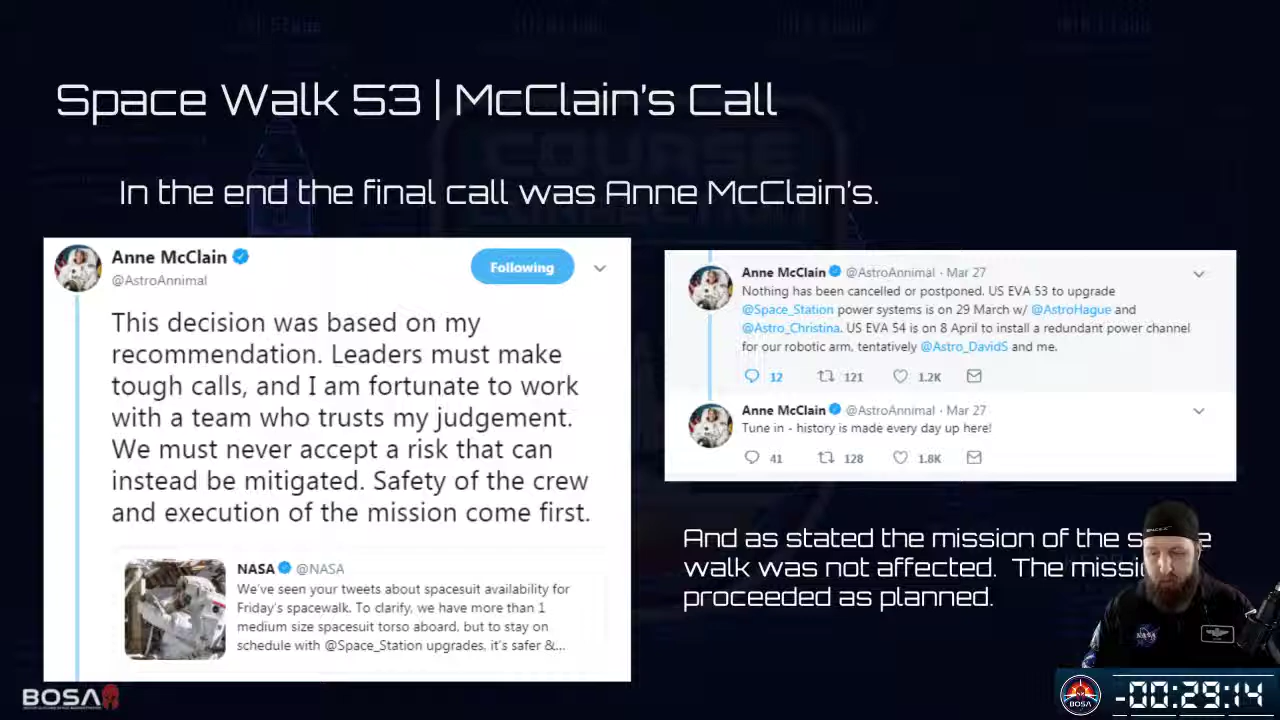 Space Walk 53 | McClain's Call
In the end the final call was Anne McClain's.
Anne McClain
@AstroAnnimal
Following
This decision was based on my
recommendation. Leaders must make
tough calls, and I am fortunate to work
with a team who trusts my judgement.
We must never accept a risk that can
instead be mitigated. Safety of the crew
and execution of the mission come first.
NASA @NASA
We've seen your tweets about spacesuit availability for
Friday's spacewalk. To clarify, we have more than 1
medium size spacesuit torso aboard, but to stay on
schedule with @Space_Station upgrades, it's safer &...
Anne McClain @AstroAnnimal · Mar 27
Nothing has been cancelled or postponed. US EVA 53 to upgrade
@Space_Station power systems is on 29 March w/ @AstroHague and
@Astro_Christina. US EVA 54 is on 8 April to install a redundant power channel
for our robotic arm, tentatively @Astro_DavidS and me.
12 121 1.2K
Anne McClain @AstroAnnimal · Mar 27
Tune in - history is made every day up here!
41 128 1.8K
And as stated the mission of the
walk was not affected. The
proceeded as planned.
NASA
BOSA
BOSA
-00:29:14